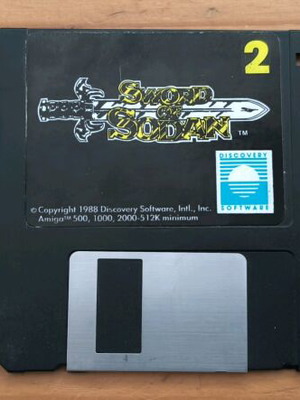 2
SWORD
OF
SODAN ™
DISCOVERY
SOFTWARE
© Copyright 1988 Discovery Software, Intl., Inc.
Amiga™ 500, 1000, 2000-512K minimum